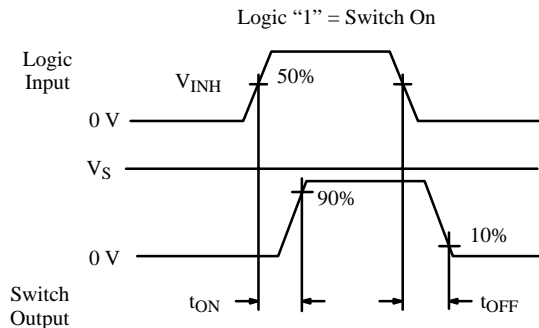 Logic “1” = Switch On
Logic
Input
V_INH
50%
0 V
V_S
90%
10%
0 V
Switch
Output
t_ON
t_OFF